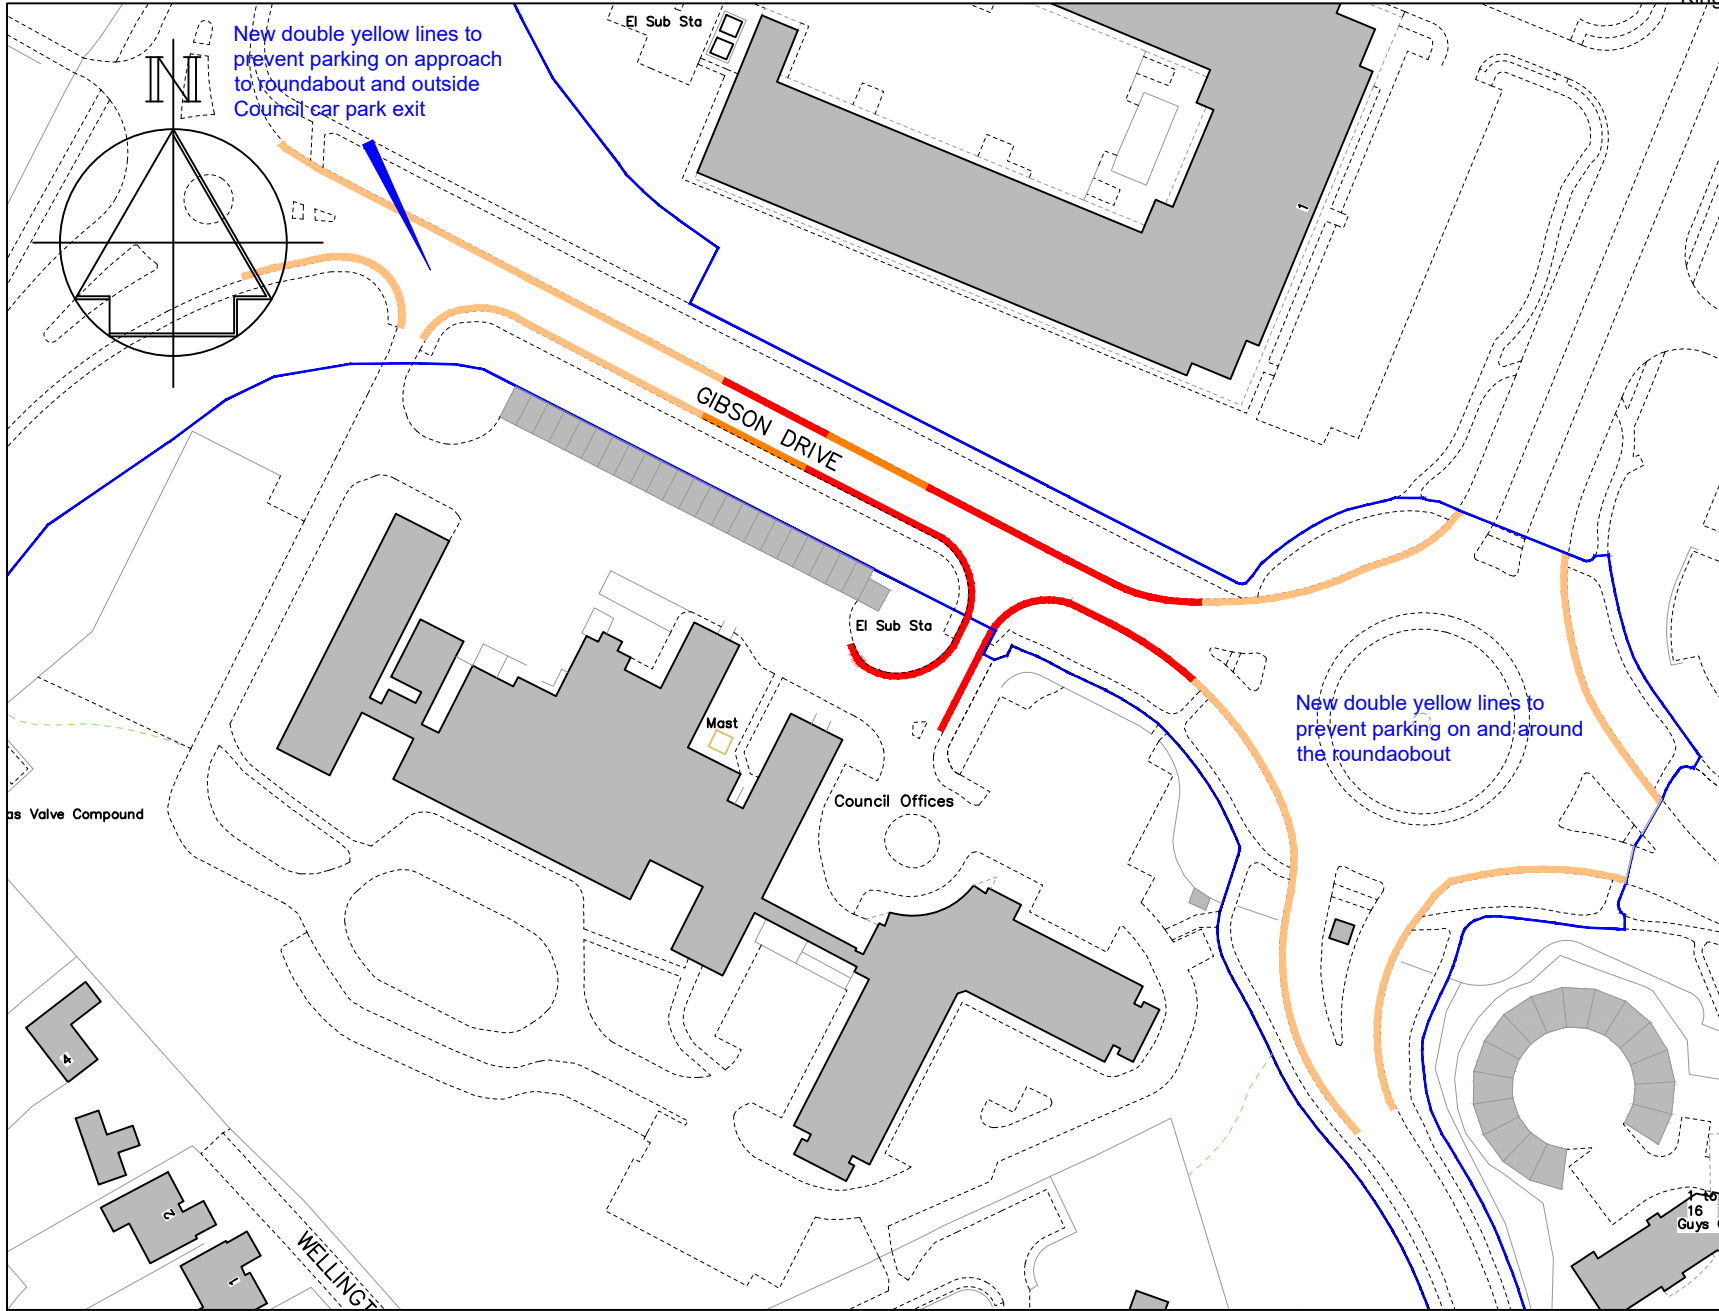 El Sub Sta
New double yellow lines to
prevent parking on approach
to roundabout and outside
Council car park exit
N
1
GIBSON DRIVE
El Sub Sta
New double yellow lines to
prevent parking on and around
the roundaobout
Mast
Council Offices
as Valve Compound
4
2
1
WELLINGT
1 to
16
Guys